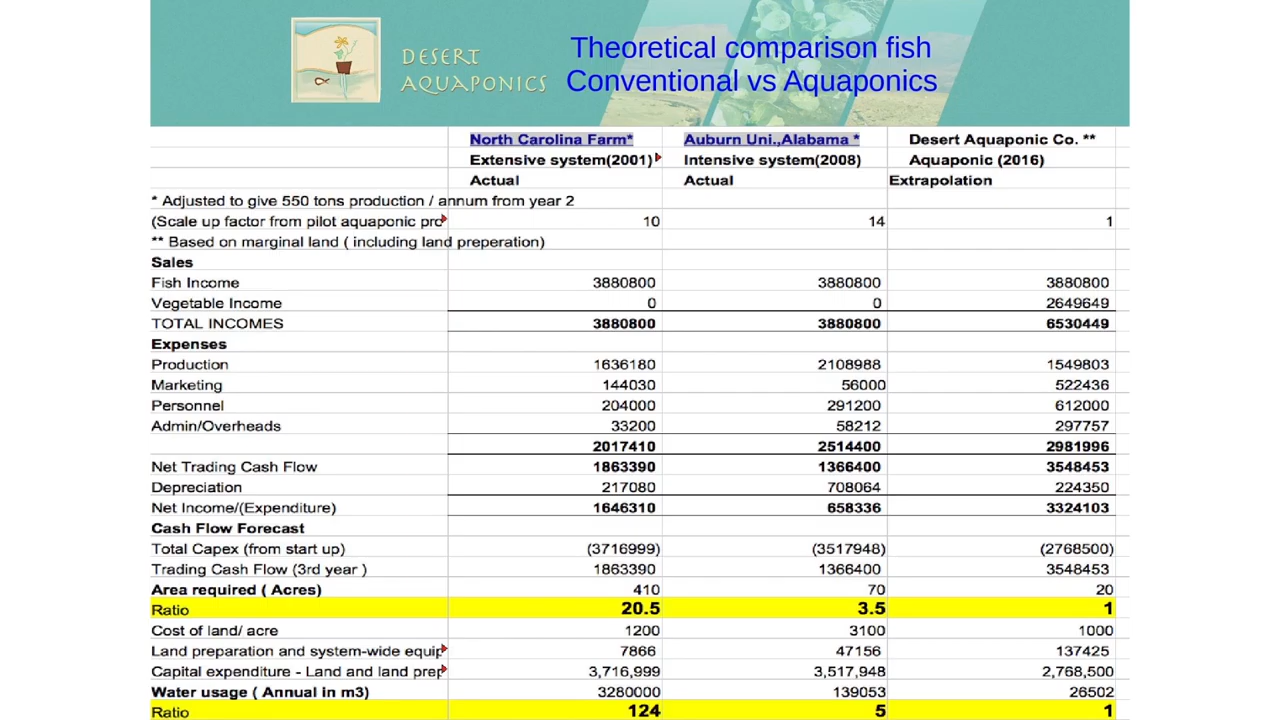 DESERT
AQUAPONICS
Theoretical comparison fish
Conventional vs Aquaponics
North Carolina Farm* Auburn Uni.,Alabama * Desert Aquaponic Co. **
Extensive system(2001) Intensive system(2008) Aquaponic (2016)
Actual Actual Extrapolation
* Adjusted to give 550 tons production / annum from year 2
(Scale up factor from pilot aquaponic pro 10 14 1
** Based on marginal land ( including land preperation)
Sales
Fish Income 3880800 3880800 3880800
Vegetable Income 0 0 2649649
TOTAL INCOMES 3880800 3880800 6530449
Expenses
Production 1636180 2108988 1549803
Marketing 144030 56000 522436
Personnel 204000 291200 612000
Admin/Overheads 33200 58212 297757
2017410 2514400 2981996
Net Trading Cash Flow 1863390 1366400 3548453
Depreciation 217080 708064 224350
Net Income/(Expenditure) 1646310 658336 3324103
Cash Flow Forecast
Total Capex (from start up) (3716999) (3517948) (2768500)
Trading Cash Flow (3rd year ) 1863390 1366400 3548453
Area required ( Acres) 410 70 20
Ratio 20.5 3.5 1
Cost of land/ acre 1200 3100 1000
Land preparation and system-wide equip 7866 47156 137425
Capital expenditure - Land and land prep 3,716,999 3,517,948 2,768,500
Water usage ( Annual in m3) 3280000 139053 26502
Ratio 124 5 1